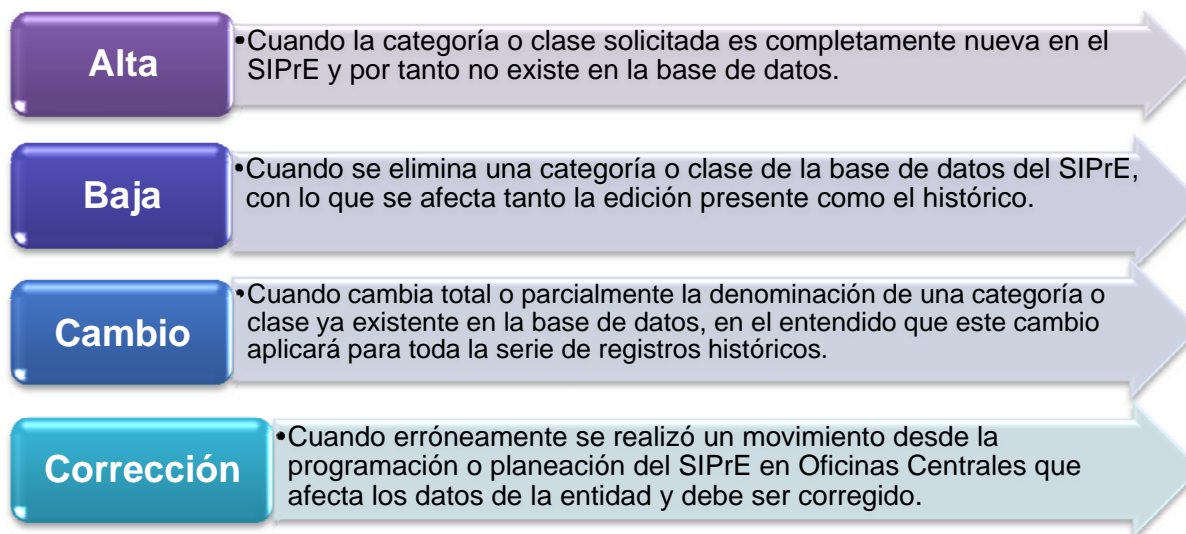 Alta
•Cuando la categoría o clase solicitada es completamente nueva en el
SIPrE y por tanto no existe en la base de datos.
Baja
•Cuando se elimina una categoría o clase de la base de datos del SIPrE,
con lo que se afecta tanto la edición presente como el histórico.
Cambio
•Cuando cambia total o parcialmente la denominación de una categoría o
clase ya existente en la base de datos, en el entendido que este cambio
aplicará para toda la serie de registros históricos.
Corrección
•Cuando erróneamente se realizó un movimiento desde la
programación o planeación del SIPrE en Oficinas Centrales que
afecta los datos de la entidad y debe ser corregido.